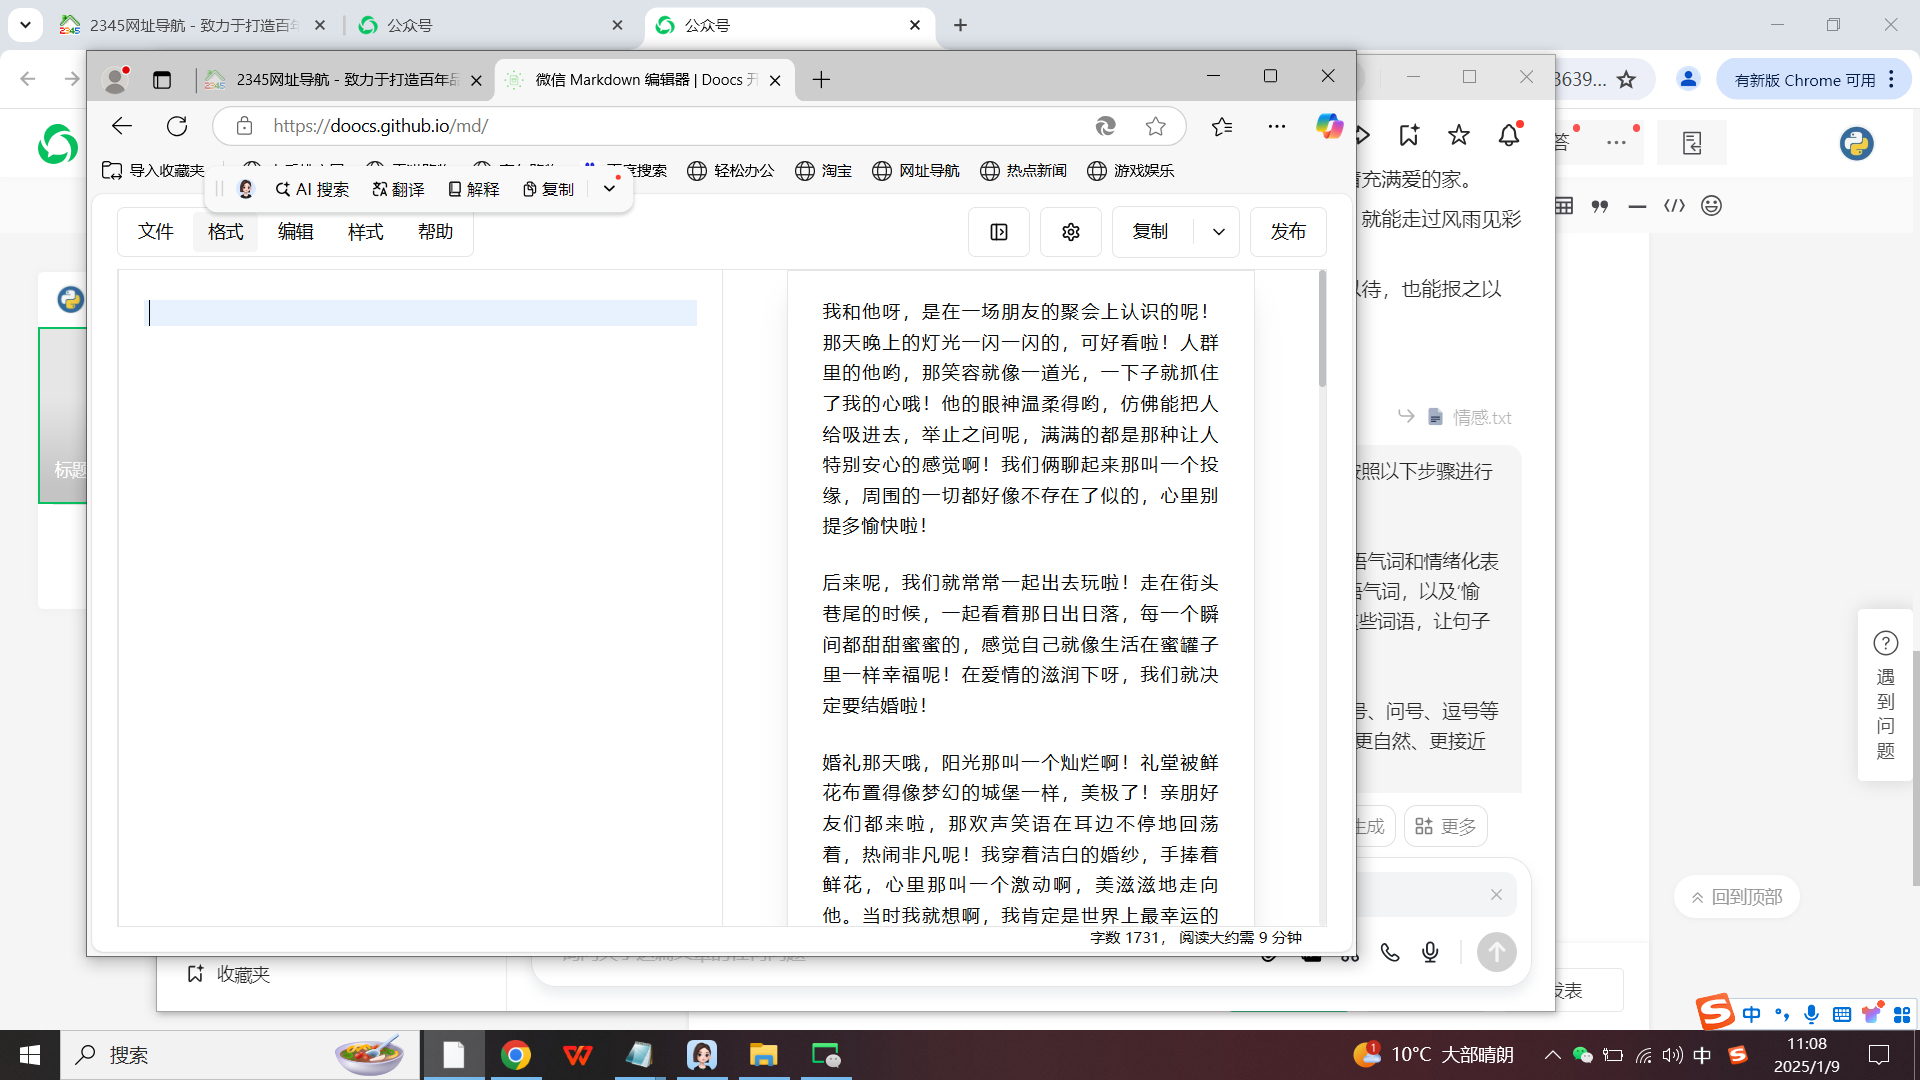 2345网址导航 - 致力于打造百年
公众号
公众号
2345网址导航 - 致力于打造百年品
微信 Markdown 编辑器 | Doocs 开
3639...
有新版 Chrome 可用
https://doocs.github.io/md/
导入收藏夹
百度搜索
轻松办公
淘宝
网址导航
热点新闻
游戏娱乐
AI 搜索
翻译
解释
复制
答
充满爱的家。
就能走过风雨见彩
以待，也能报之以
文件
格式
编辑
样式
帮助
复制
发布
我和他呀，是在一场朋友的聚会上认识的呢！
那天晚上的灯光一闪一闪的，可好看啦！人群
里的他哟，那笑容就像一道光，一下子就抓住
了我的心哦！他的眼神温柔得哟，仿佛能把人
给吸进去，举止之间呢，满满的都是那种让人
特别安心的感觉啊！我们俩聊起来那叫一个投
缘，周围的一切都好像不存在了似的，心里别
提多愉快啦！
后来呢，我们就常常一起出去玩啦！走在街头
巷尾的时候，一起看着那日出日落，每一个瞬
间都甜甜蜜蜜的，感觉自己就像生活在蜜罐子
里一样幸福呢！在爱情的滋润下呀，我们就决
定要结婚啦！
婚礼那天哦，阳光那叫一个灿烂啊！礼堂被鲜
花布置得像梦幻的城堡一样，美极了！亲朋好
友们都来啦，那欢声笑语在耳边不停地回荡
着，热闹非凡呢！我穿着洁白的婚纱，手捧着
鲜花，心里那叫一个激动啊，美滋滋地走向
他。当时我就想啊，我肯定是世界上最幸运的
字数 1731， 阅读大约需 9 分钟
标题
情感.txt
按照以下步骤进行
语气词和情绪化表
语气词，以及‘愉
这些词语，让句子
号、问号、逗号等
更自然、更接近
生成
更多
遇到问题
回到顶部
收藏夹
发表
中
搜索
1
10°C 大部晴朗
中
11:08
2025/1/9